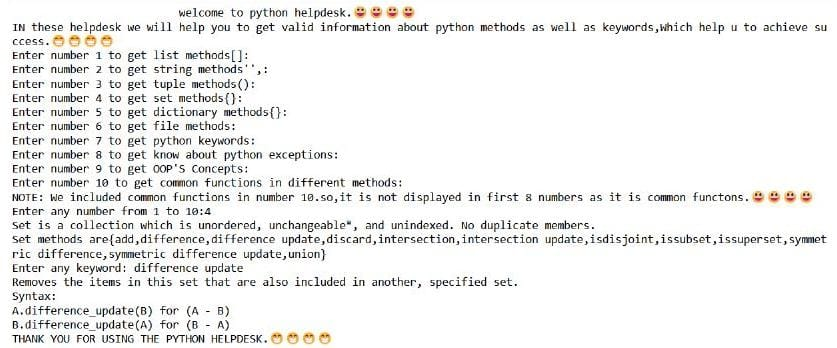 welcome to python helpdesk.😀😀😀😀
IN these helpdesk we will help you to get valid information about python methods as well as keywords,Which help u to achieve su
ccess.😁😁😁😁
Enter number 1 to get list methods[]:
Enter number 2 to get string methods'',:
Enter number 3 to get tuple methods():
Enter number 4 to get set methods{}:
Enter number 5 to get dictionary methods{}:
Enter number 6 to get file methods:
Enter number 7 to get python keywords:
Enter number 8 to get know about python exceptions:
Enter number 9 to get OOP'S Concepts:
Enter number 10 to get common functions in different methods:
NOTE: We included common functions in number 10.so,it is not displayed in first 8 numbers as it is common functons.😀😀😀😀
Enter any number from 1 to 10:4
Set is a collection which is unordered, unchangeable*, and unindexed. No duplicate members.
Set methods are{add,difference,difference update,discard,intersection,intersection update,isdisjoint,issubset,issuperset,symmet
ric difference,symmetric difference update,union}
Enter any keyword: difference update
Removes the items in this set that are also included in another, specified set.
Syntax:
A.difference_update(B) for (A - B)
B.difference_update(A) for (B - A)
THANK YOU FOR USING THE PYTHON HELPDESK.😁😁😁😁